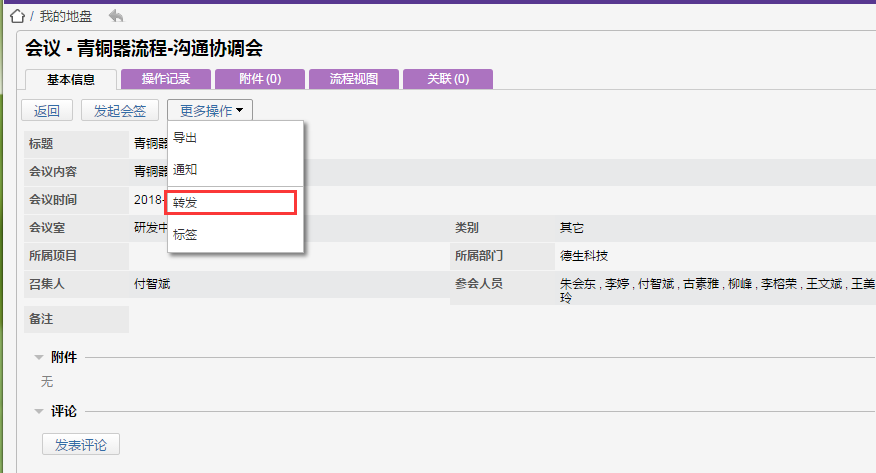 / 我的地盘
会议 - 青铜器流程-沟通协调会
基本信息 操作记录 附件 (0) 流程视图 关联 (0)
返回 发起会签 更多操作
导出
通知
转发
标签
标题 青铜器
会议内容 青铜器
会议时间 2018-
会议室 研发中 类别 其它
所属项目 所属部门 德生科技
召集人 付智斌 参会人员 朱会东 , 李婷 , 付智斌 , 古素雅 , 柳峰 , 李榕荣 , 王文斌 , 王美
玲
备注
附件
无
评论
发表评论